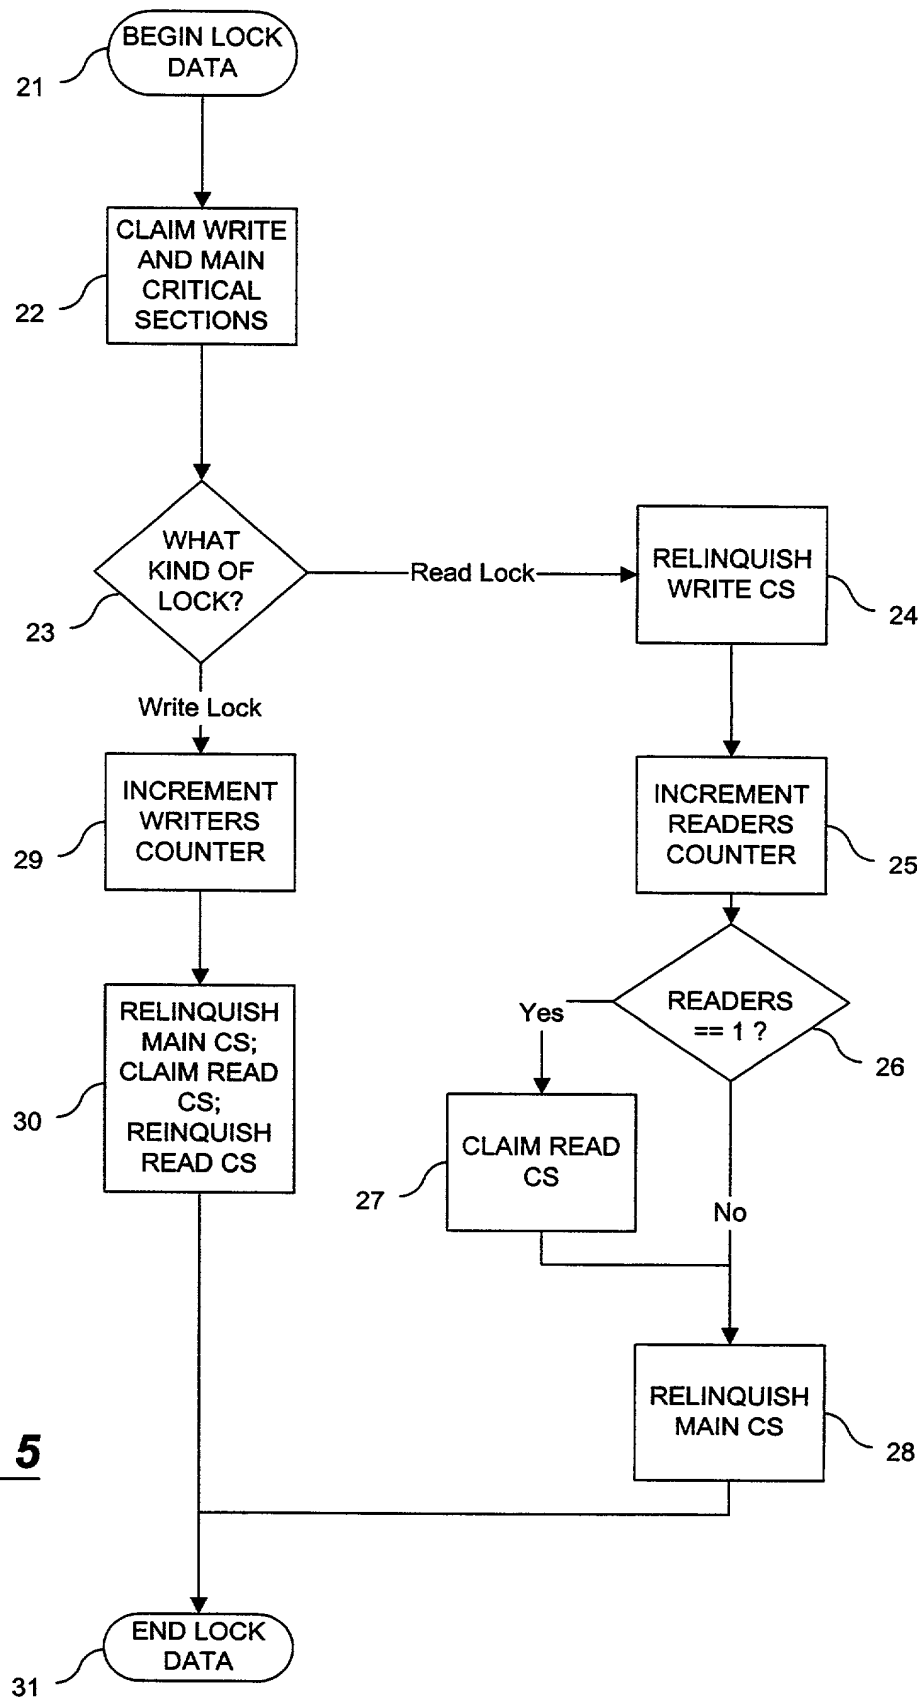 BEGIN LOCK
DATA
21
CLAIM WRITE
AND MAIN
CRITICAL
SECTIONS
22
WHAT
KIND OF
LOCK?
23
Read Lock
RELINQUISH
WRITE CS
24
Write Lock
INCREMENT
WRITERS
COUNTER
29
INCREMENT
READERS
COUNTER
25
READERS
== 1 ?
26
Yes
No
RELINQUISH
MAIN CS;
CLAIM READ
CS;
REINQUISH
READ CS
30
CLAIM READ
CS
27
RELINQUISH
MAIN CS
28
5
END LOCK
DATA
31